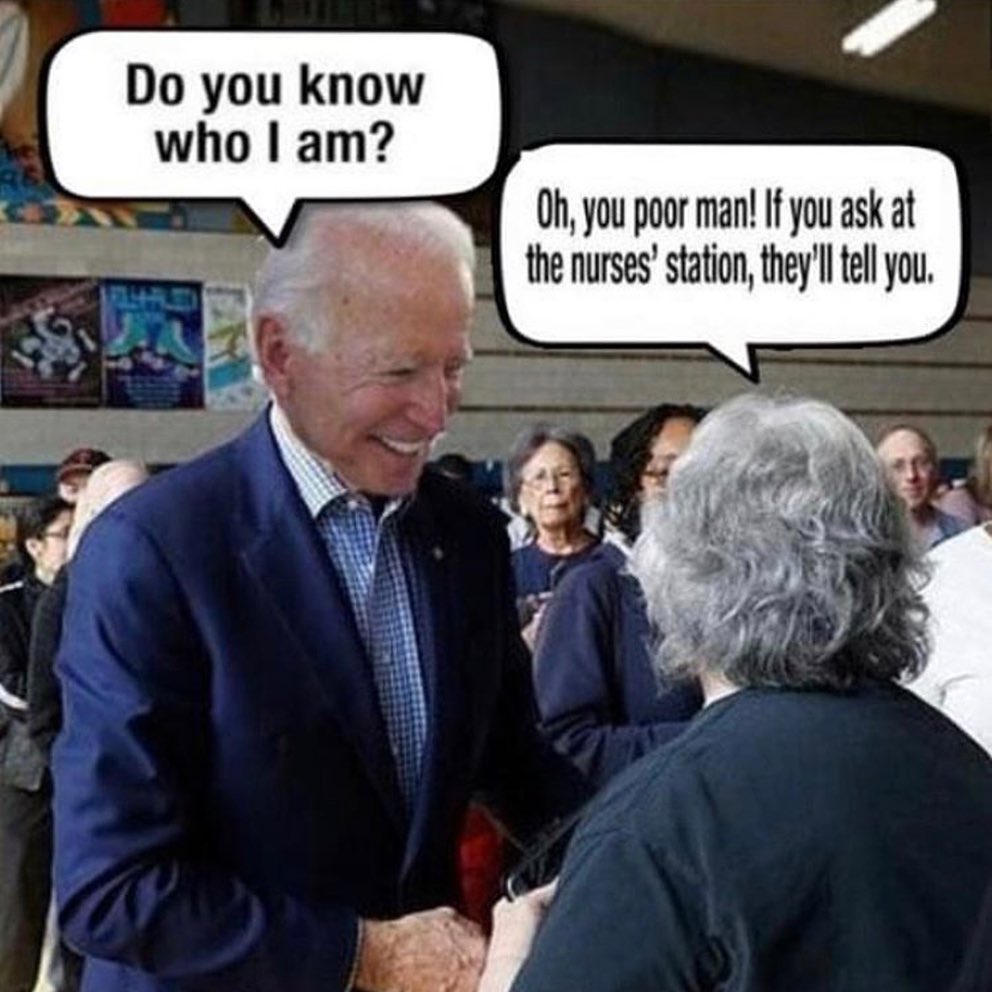 Do you know
who I am?
Oh, you poor man! If you ask at
the nurses' station, they'll tell you.